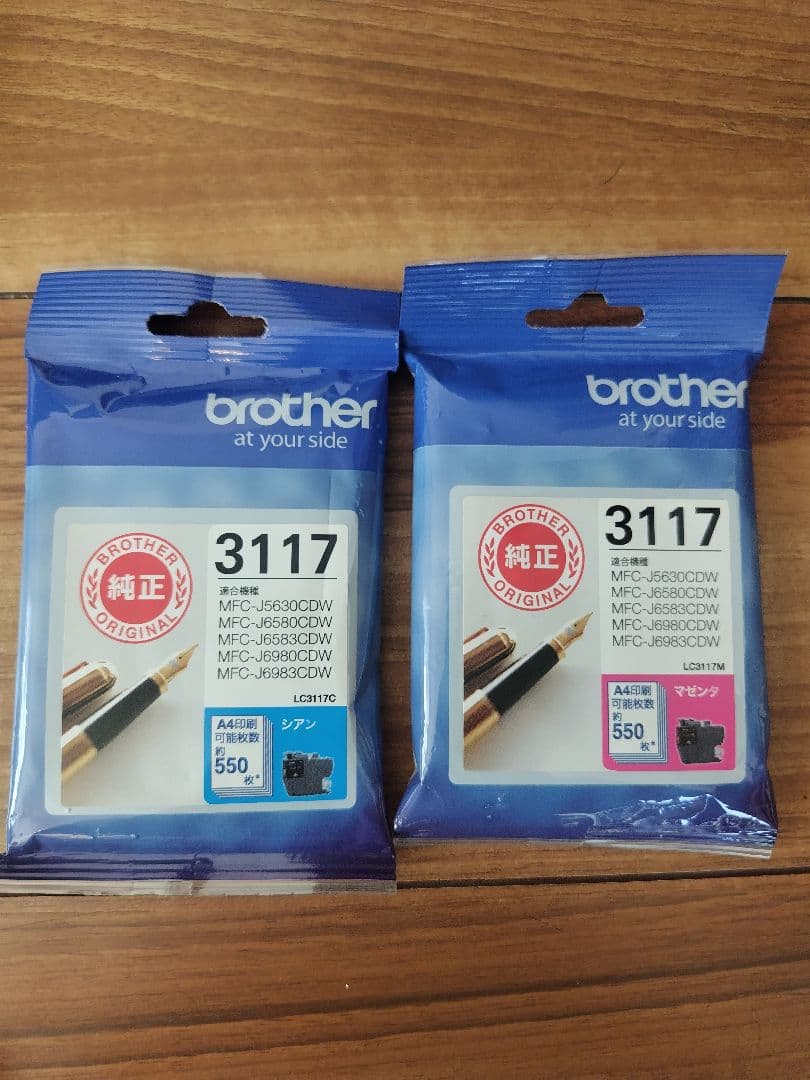 brother
at your side
BROTHER
純正
ORIGINAL
3117
適合機種
MFC-J5630CDW
MFC-J6580CDW
MFC-J6583CDW
MFC-J6980CDW
MFC-J6983CDW
LC3117C
A4印刷
可能枚数
約
550
枚*
シアン
brother
at your side
BROTHER
純正
ORIGINAL
3117
適合機種
MFC-J5630CDW
MFC-J6580CDW
MFC-J6583CDW
MFC-J6980CDW
MFC-J6983CDW
LC3117M
A4印刷
可能枚数
約
550
枚*
マゼンタ